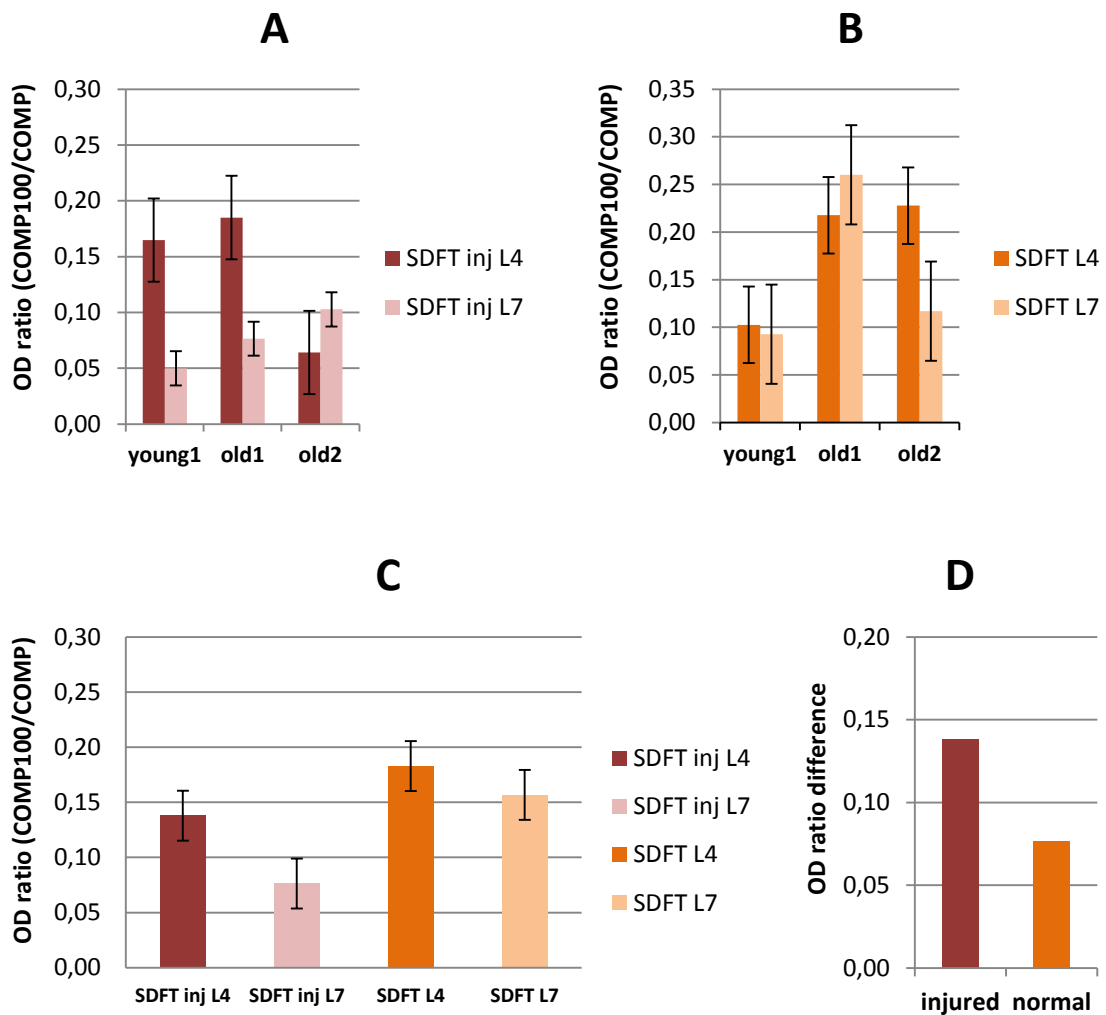 A
OD ratio (COMP100/COMP)
0,30
0,25
0,20
0,15
0,10
0,05
0,00
young1 old1 old2
SDFT inj L4
SDFT inj L7
B
OD ratio (COMP100/COMP)
0,35
0,30
0,25
0,20
0,15
0,10
0,05
0,00
young1 old1 old2
SDFT L4
SDFT L7
C
OD ratio (COMP100/COMP)
0,30
0,25
0,20
0,15
0,10
0,05
0,00
SDFT inj L4 SDFT inj L7 SDFT L4 SDFT L7
SDFT inj L4
SDFT inj L7
SDFT L4
SDFT L7
D
OD ratio difference
0,20
0,15
0,10
0,05
0,00
injured normal